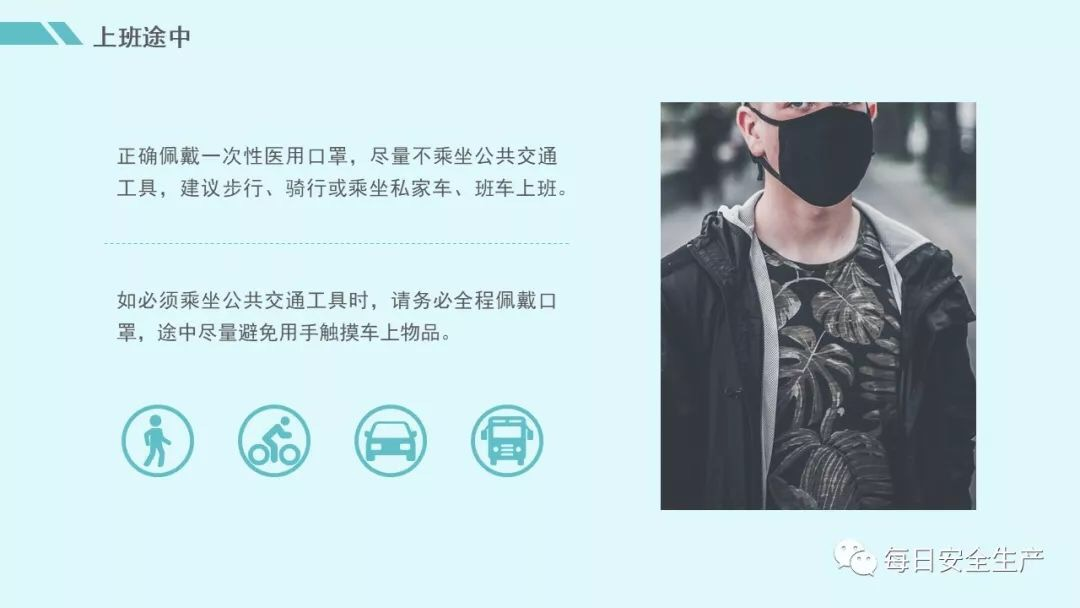 上班途中
正确佩戴一次性医用口罩，尽量不乘坐公共交通
工具，建议步行、骑行或乘坐私家车、班车上班。
如必须乘坐公共交通工具时，请务必全程佩戴口
罩，途中尽量避免用手触摸车上物品。
每日安全生产